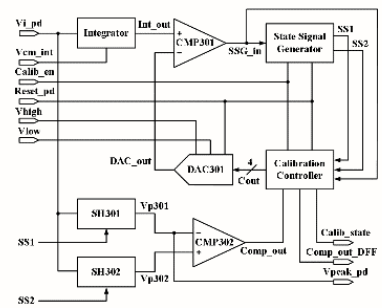 Vi_pd
Integrator
Int_out
Vcm_int
CMP301
SSG_in
State Signal
Generator
SS1
SS2
Calib_en
Reset_pd
Vhigh
Vlow
DAC_out
DAC301
4
Cout
Calibration
Controller
SH301
Vp301
SS1
CMP302
Comp_out
SH302
Vp302
SS2
Calib_state
Comp_out_DFF
Vpeak_pd
+
−
−
+